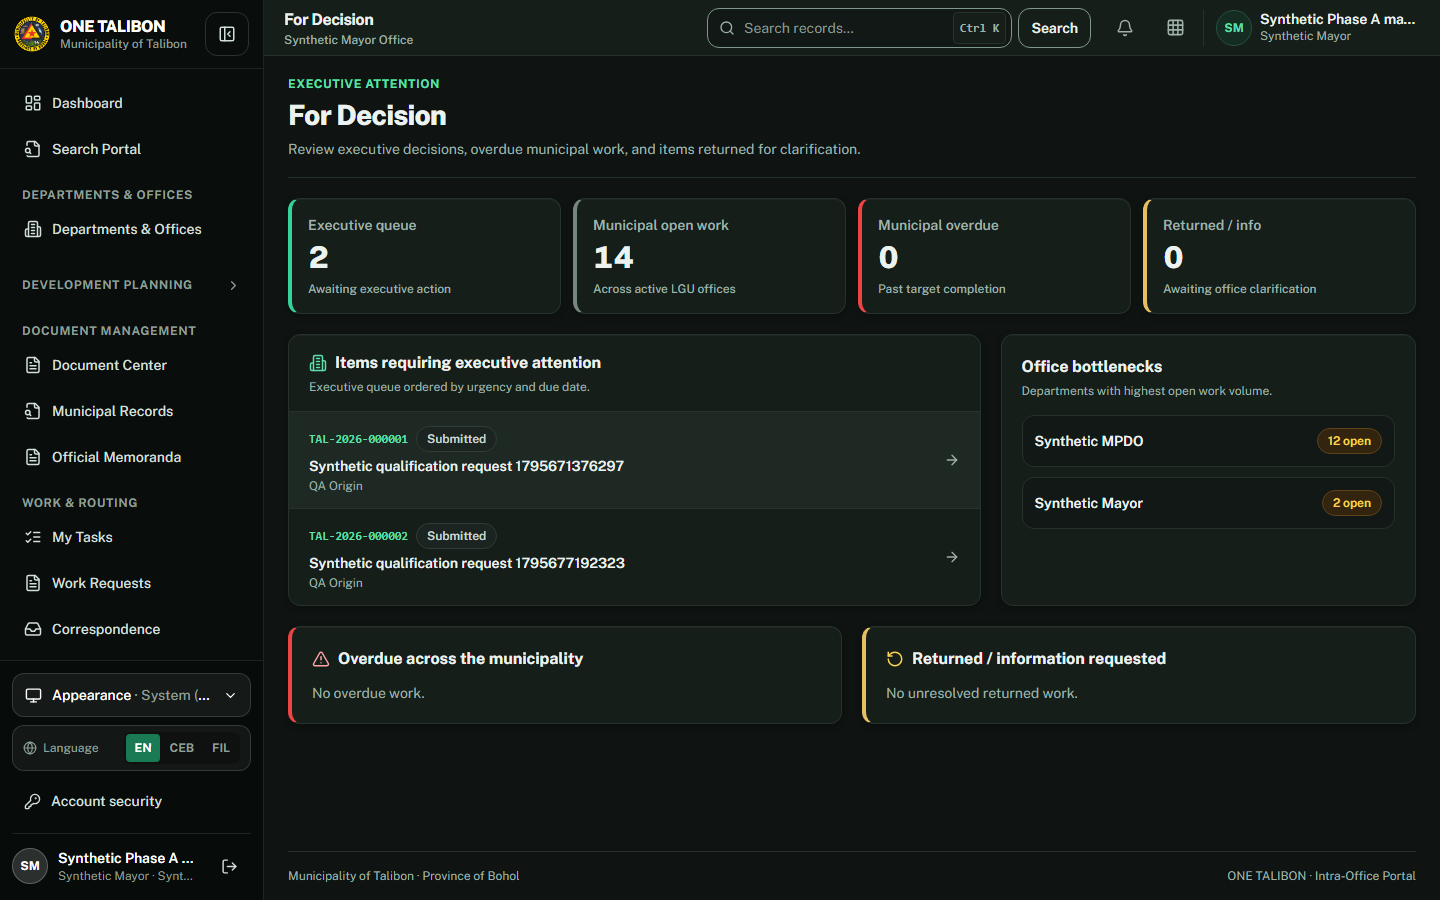 ONE TALIBON
Municipality of Talibon
Dashboard
Search Portal
DEPARTMENTS & OFFICES
Departments & Offices
DEVELOPMENT PLANNING
DOCUMENT MANAGEMENT
Document Center
Municipal Records
Official Memoranda
WORK & ROUTING
My Tasks
Work Requests
Correspondence
Appearance · System (...
Language EN CEB FIL
Account security
SM
Synthetic Phase A ...
Synthetic Mayor · Synt...
For Decision
Synthetic Mayor Office
Search records... Ctrl K
Search
SM
Synthetic Phase A ma...
Synthetic Mayor
EXECUTIVE ATTENTION
For Decision
Review executive decisions, overdue municipal work, and items returned for clarification.
Executive queue
2
Awaiting executive action
Municipal open work
14
Across active LGU offices
Municipal overdue
0
Past target completion
Returned / info
0
Awaiting office clarification
Items requiring executive attention
Executive queue ordered by urgency and due date.
TAL-2026-000001 Submitted
Synthetic qualification request 1795671376297
QA Origin
TAL-2026-000002 Submitted
Synthetic qualification request 1795677192323
QA Origin
Office bottlenecks
Departments with highest open work volume.
Synthetic MPDO 12 open
Synthetic Mayor 2 open
Overdue across the municipality
No overdue work.
Returned / information requested
No unresolved returned work.
Municipality of Talibon · Province of Bohol
ONE TALIBON · Intra-Office Portal